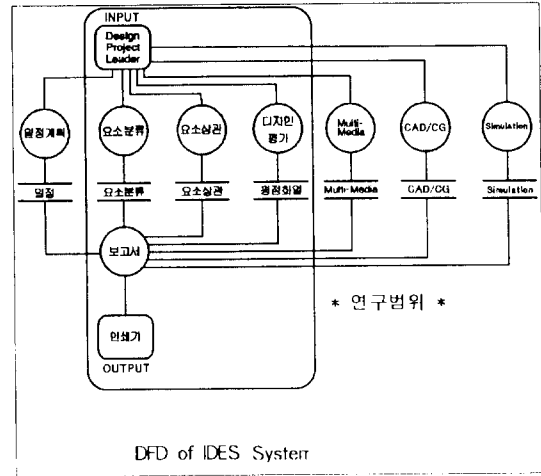 INPUT
Design
Project
Leader
일정계획
요소분류
요소상관
디자인
평가
Multi-
Media
CAD/CG
Simulation
일정
요소분류
요소상관
평점화일
Multi-Media
CAD/CG
Simulation
보고서
* 연구범위 *
인쇄기
OUTPUT
DFD of IDES System